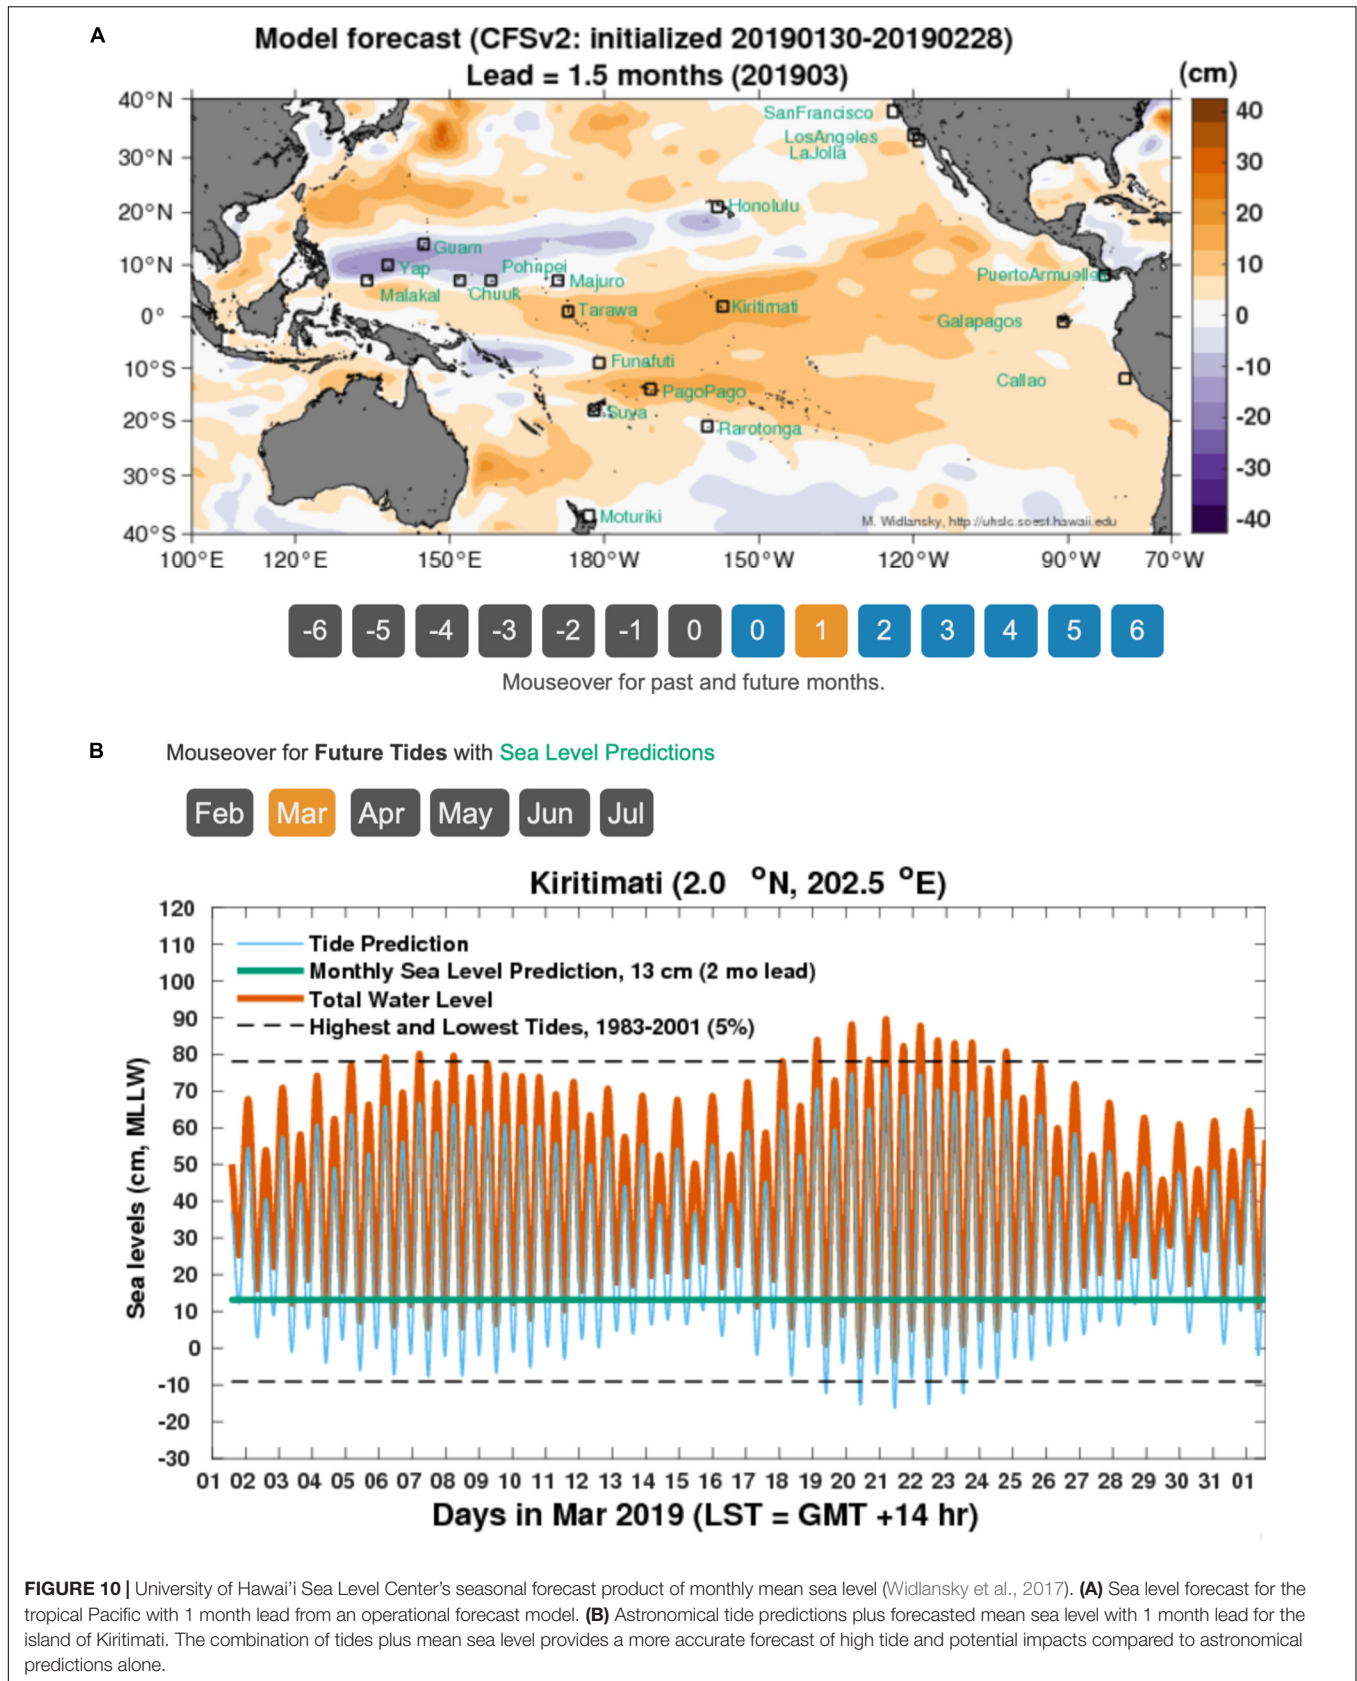 A
Model forecast (CFSv2: initialized 20190130-20190228)
Lead = 1.5 months (201903)
(cm)
40°N
30°N
20°N
10°N
0°
10°S
20°S
30°S
40°S
SanFrancisco
LosAngeles
LaJolla
Honolulu
Guam
Yap
Pohnpei
Malakal
Chuuk
Majuro
PuertoArmuelles
Tarawa
Kiritimati
Galapagos
Funafuti
Callao
PagoPago
Suva
Rarotonga
Moturiki
M. Widlansky, http://uhslc.soest.hawaii.edu
40
30
20
10
0
-10
-20
-30
-40
100°E 120°E 150°E 180°W 150°W 120°W 90°W 70°W
-6 -5 -4 -3 -2 -1 0 0 1 2 3 4 5 6
Mouseover for past and future months.
B
Mouseover for Future Tides with Sea Level Predictions
Feb Mar Apr May Jun Jul
Kiritimati (2.0 °N, 202.5 °E)
Sea levels (cm, MLLW)
120
110
100
90
80
70
60
50
40
30
20
10
0
-10
-20
-30
Tide Prediction
Monthly Sea Level Prediction, 13 cm (2 mo lead)
Total Water Level
Highest and Lowest Tides, 1983-2001 (5%)
01 02 03 04 05 06 07 08 09 10 11 12 13 14 15 16 17 18 19 20 21 22 23 24 25 26 27 28 29 30 31 01
Days in Mar 2019 (LST = GMT +14 hr)
FIGURE 10 | University of Hawai'i Sea Level Center's seasonal forecast product of monthly mean sea level (Widlansky et al., 2017). (A) Sea level forecast for the
tropical Pacific with 1 month lead from an operational forecast model. (B) Astronomical tide predictions plus forecasted mean sea level with 1 month lead for the
island of Kiritimati. The combination of tides plus mean sea level provides a more accurate forecast of high tide and potential impacts compared to astronomical
predictions alone.